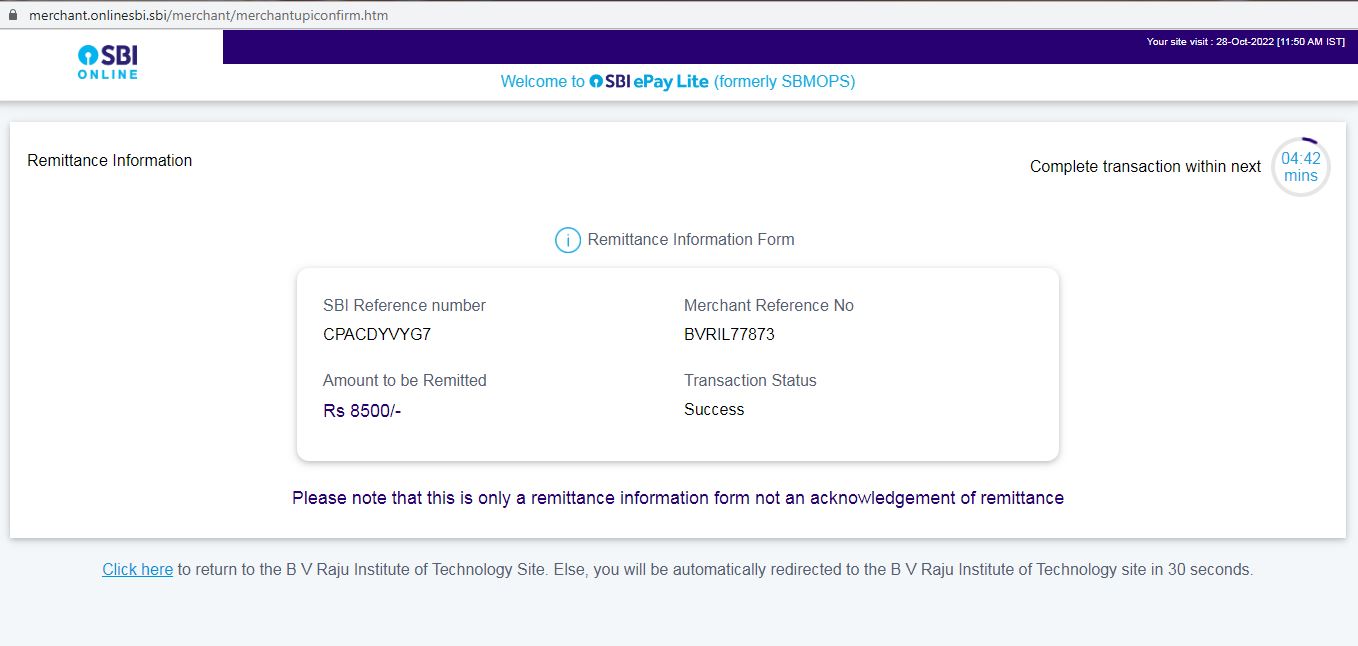 merchant.onlinesbi.sbi/merchant/merchantupiconfirm.htm
Your site visit : 28-Oct-2022 [11:50 AM IST]
SBI
ONLINE
Welcome to SBI ePay Lite (formerly SBMOPS)
Remittance Information
Complete transaction within next
04:42
mins
i Remittance Information Form
SBI Reference number
CPACDYVYG7
Merchant Reference No
BVRIL77873
Amount to be Remitted
Rs 8500/-
Transaction Status
Success
Please note that this is only a remittance information form not an acknowledgement of remittance
Click here to return to the B V Raju Institute of Technology Site. Else, you will be automatically redirected to the B V Raju Institute of Technology site in 30 seconds.